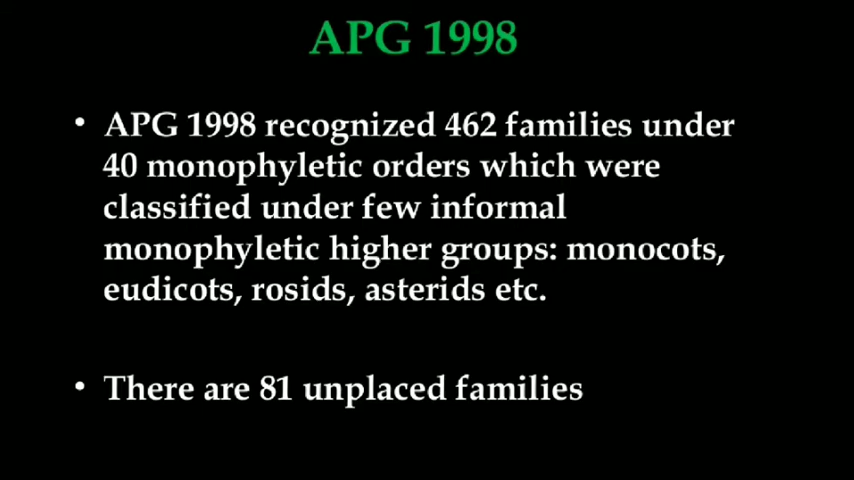 APG 1998
• APG 1998 recognized 462 families under
40 monophyletic orders which were
classified under few informal
monophyletic higher groups: monocots,
eudicots, rosids, asterids etc.
• There are 81 unplaced families